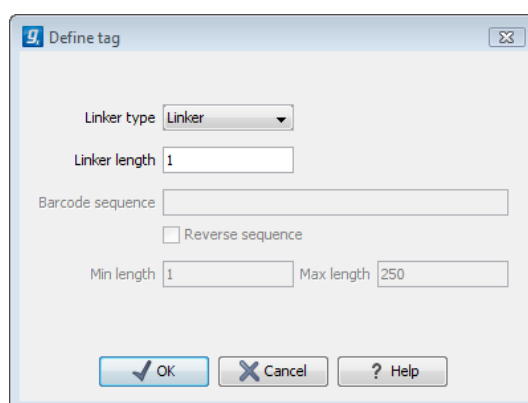 Define tag
Linker type Linker
Linker length 1
Barcode sequence
Reverse sequence
Min length 1 Max length 250
OK Cancel ? Help